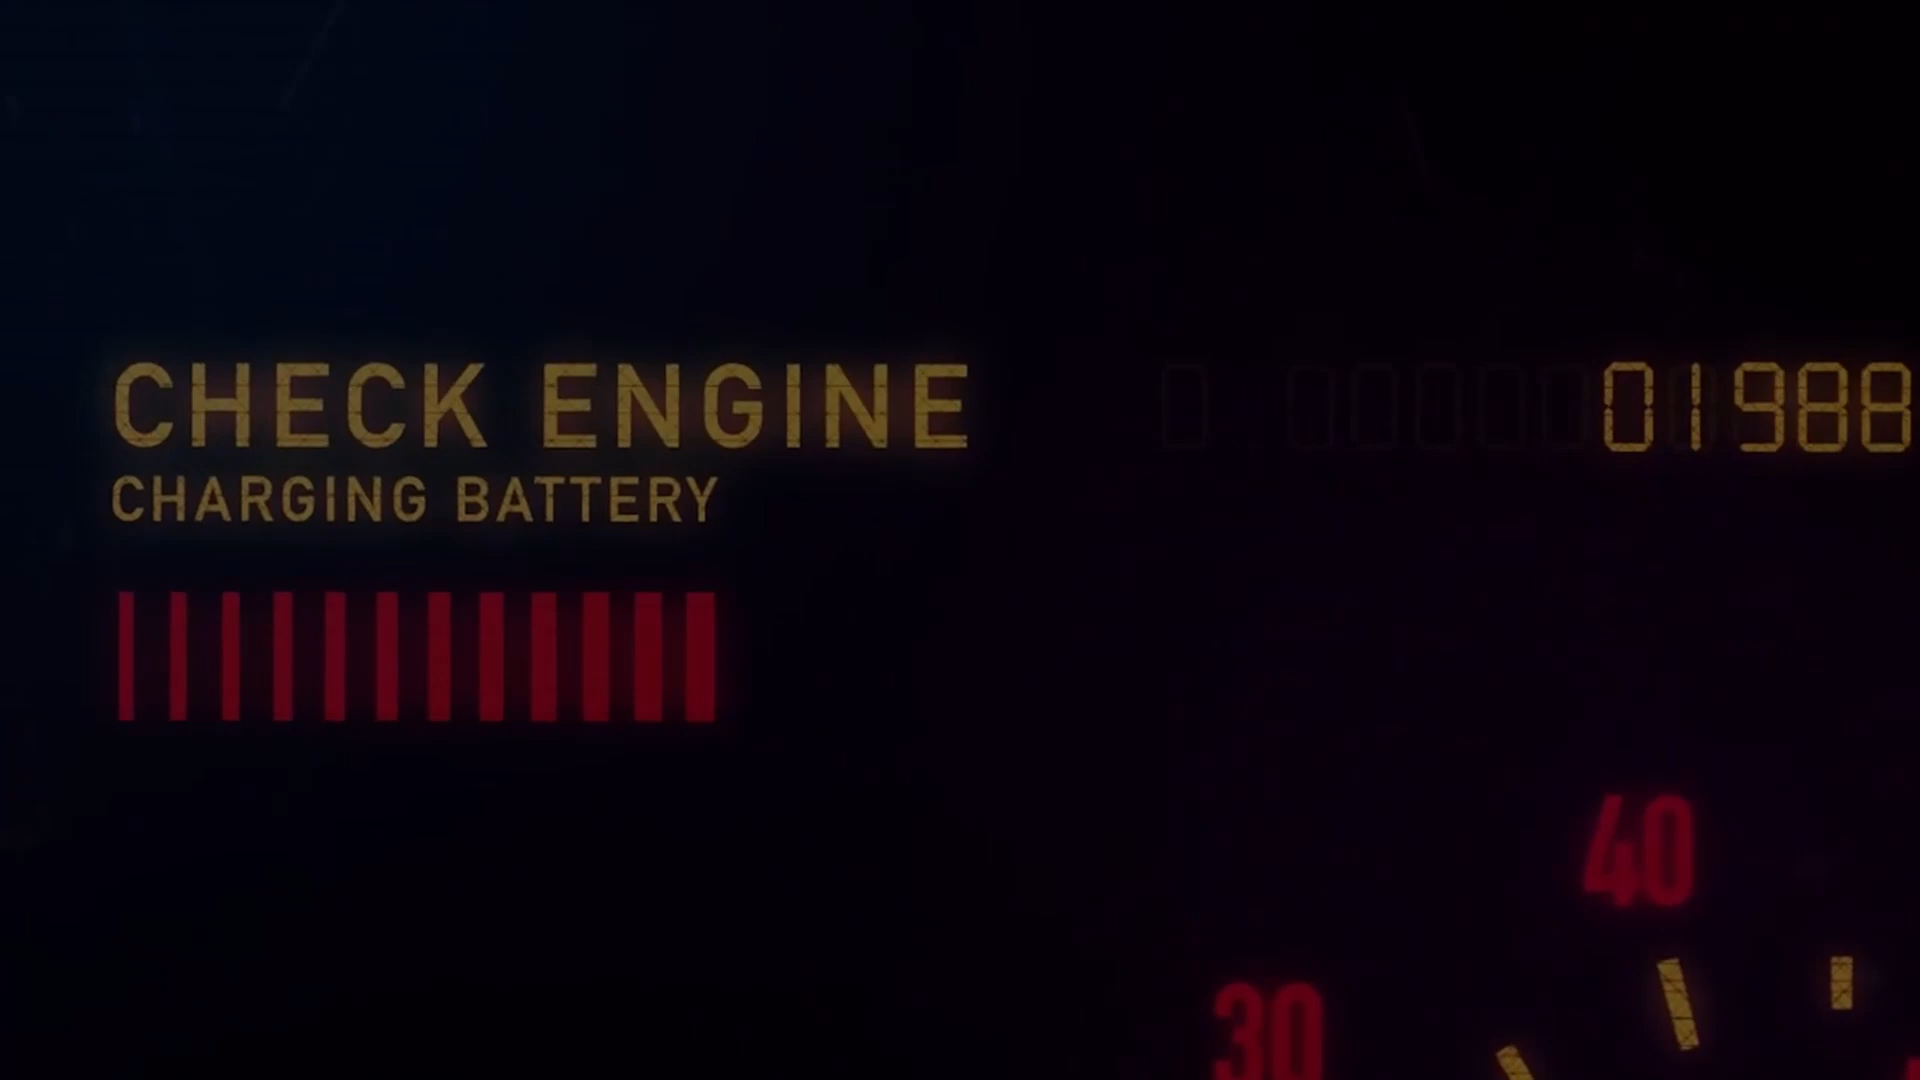 CHECK ENGINE
01988
CHARGING BATTERY
40
30